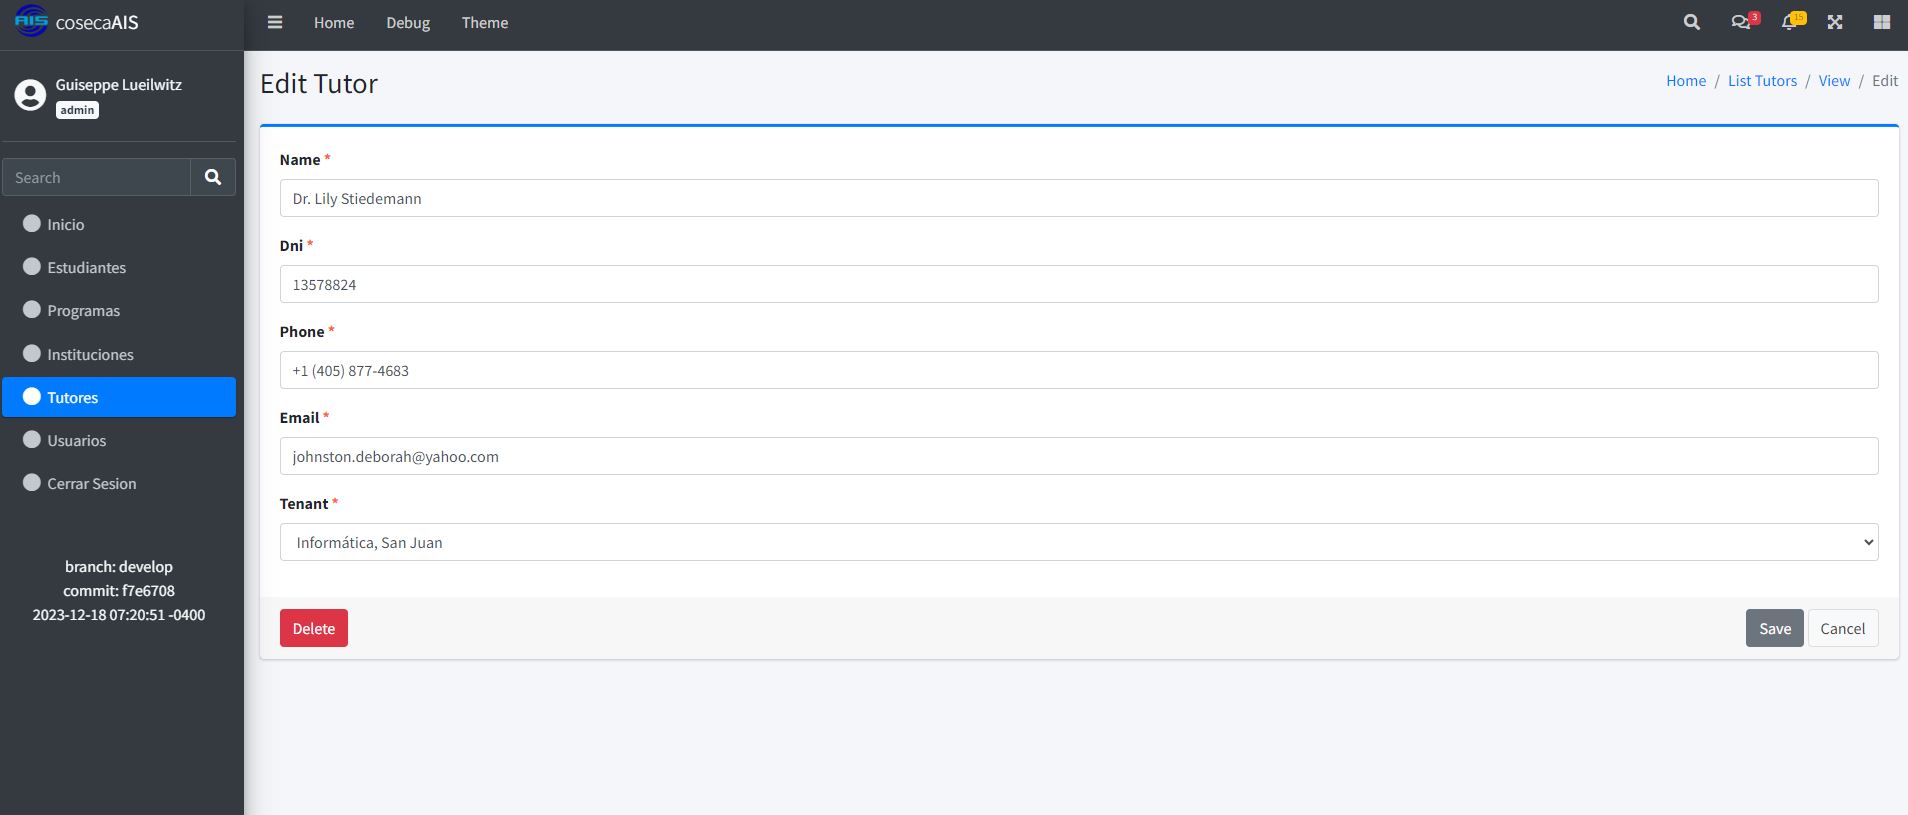 AIS cosecaAIS
Home Debug Theme
3 15
Guiseppe Lueilwitz
admin
Search
Inicio
Estudiantes
Programas
Instituciones
Tutores
Usuarios
Cerrar Sesion
branch: develop
commit: f7e6708
2023-12-18 07:20:51 -0400
Edit Tutor
Home / List Tutors / View / Edit
Name *
Dr. Lily Stiedemann
Dni *
13578824
Phone *
+1 (405) 877-4683
Email *
johnston.deborah@yahoo.com
Tenant *
Informática, San Juan
Delete
Save Cancel